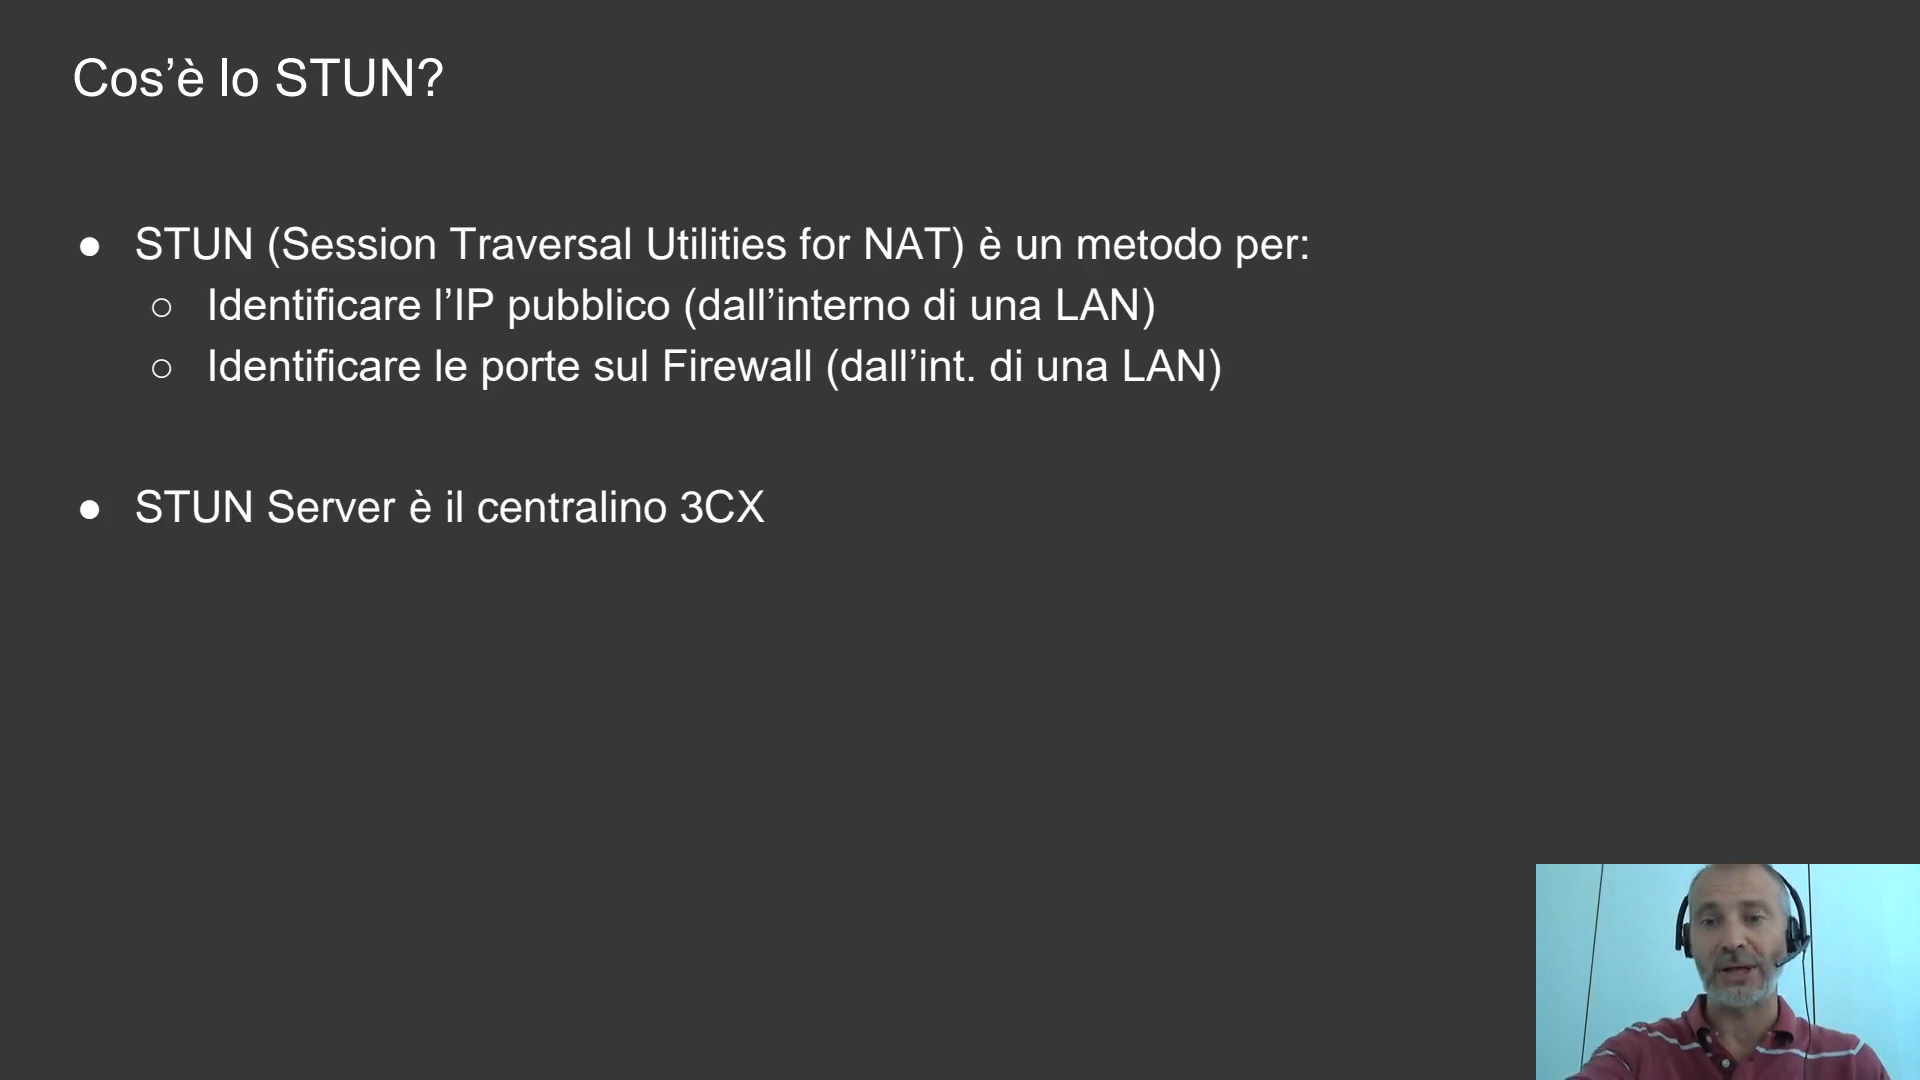 Cos’è lo STUN?
● STUN (Session Traversal Utilities for NAT) è un metodo per:
○ Identificare l’IP pubblico (dall’interno di una LAN)
○ Identificare le porte sul Firewall (dall’int. di una LAN)
● STUN Server è il centralino 3CX